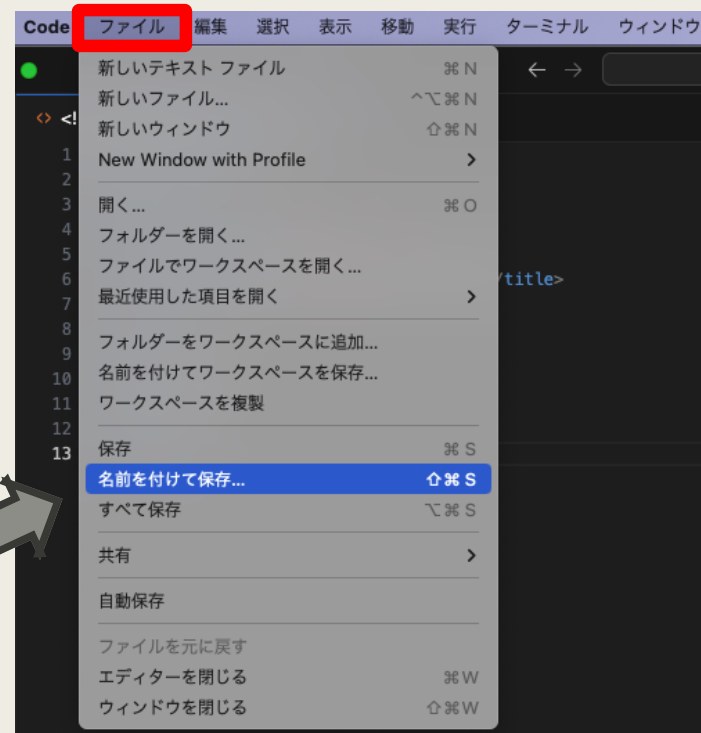 Code ファイル 編集 選択 表示 移動 実行 ターミナル ウィンドウ
新しいテキスト ファイル ⌘ N
← →
新しいファイル... ^⌥⌘ N
<> <!
新しいウィンドウ ⇧⌘ N
1 New Window with Profile >
2
3 開く... ⌘ O
4 フォルダーを開く...
5 ファイルでワークスペースを開く...
6 /title>
7 最近使用した項目を開く >
8 フォルダーをワークスペースに追加...
9
10 名前を付けてワークスペースを保存...
11 ワークスペースを複製
12
13 保存 ⌘ S
名前を付けて保存... ⇧⌘ S
すべて保存 ⌥⌘ S
共有 >
自動保存
ファイルを元に戻す
エディターを閉じる ⌘W
ウィンドウを閉じる ⇧⌘W